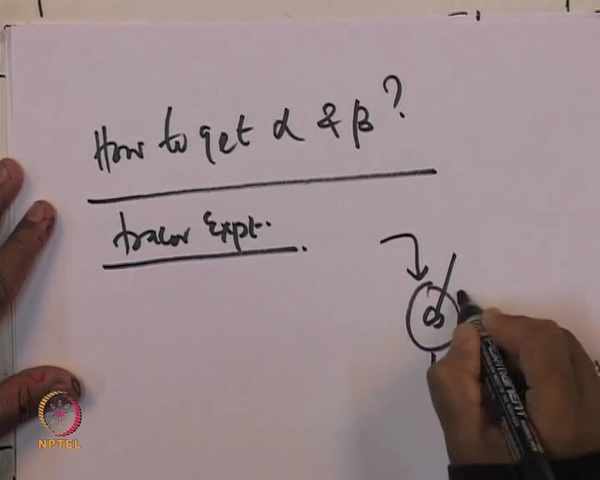 How to get α & β?
tracer Expt.
NPTEL